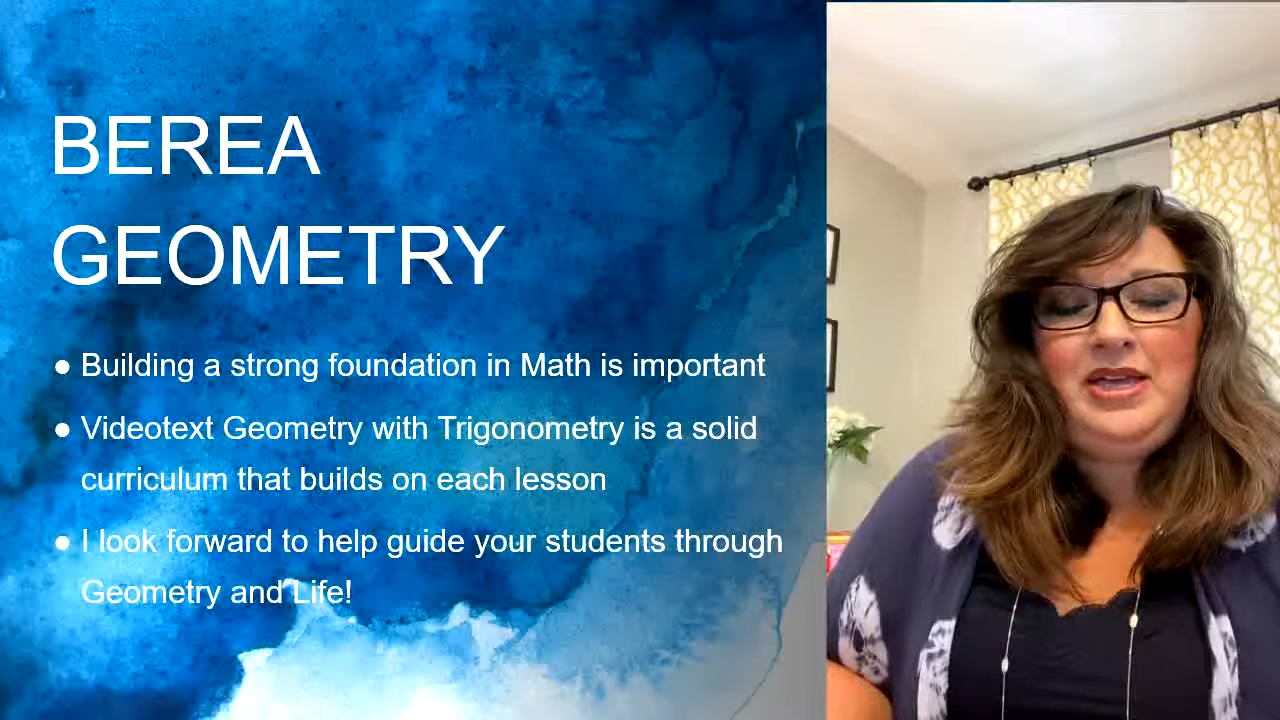 BEREA
GEOMETRY
● Building a strong foundation in Math is important
● Videotext Geometry with Trigonometry is a solid
curriculum that builds on each lesson
● I look forward to help guide your students through
Geometry and Life!